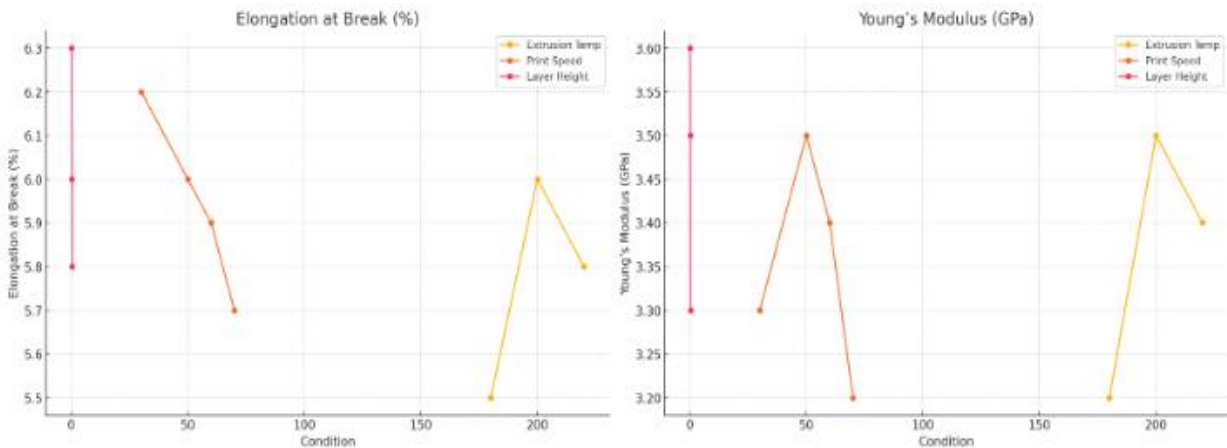 Elongation at Break (%)
Extrusion Temp
Print Speed
Layer Height
6.3
6.2
6.1
6.0
5.9
5.8
5.7
5.6
5.5
Elongation at Break (%)
0
50
100
150
200
Condition
Young's Modulus (GPa)
Extrusion Temp
Print Speed
Layer Height
3.60
3.55
3.50
3.45
3.40
3.35
3.30
3.25
3.20
Young's Modulus (GPa)
0
50
100
150
200
Condition